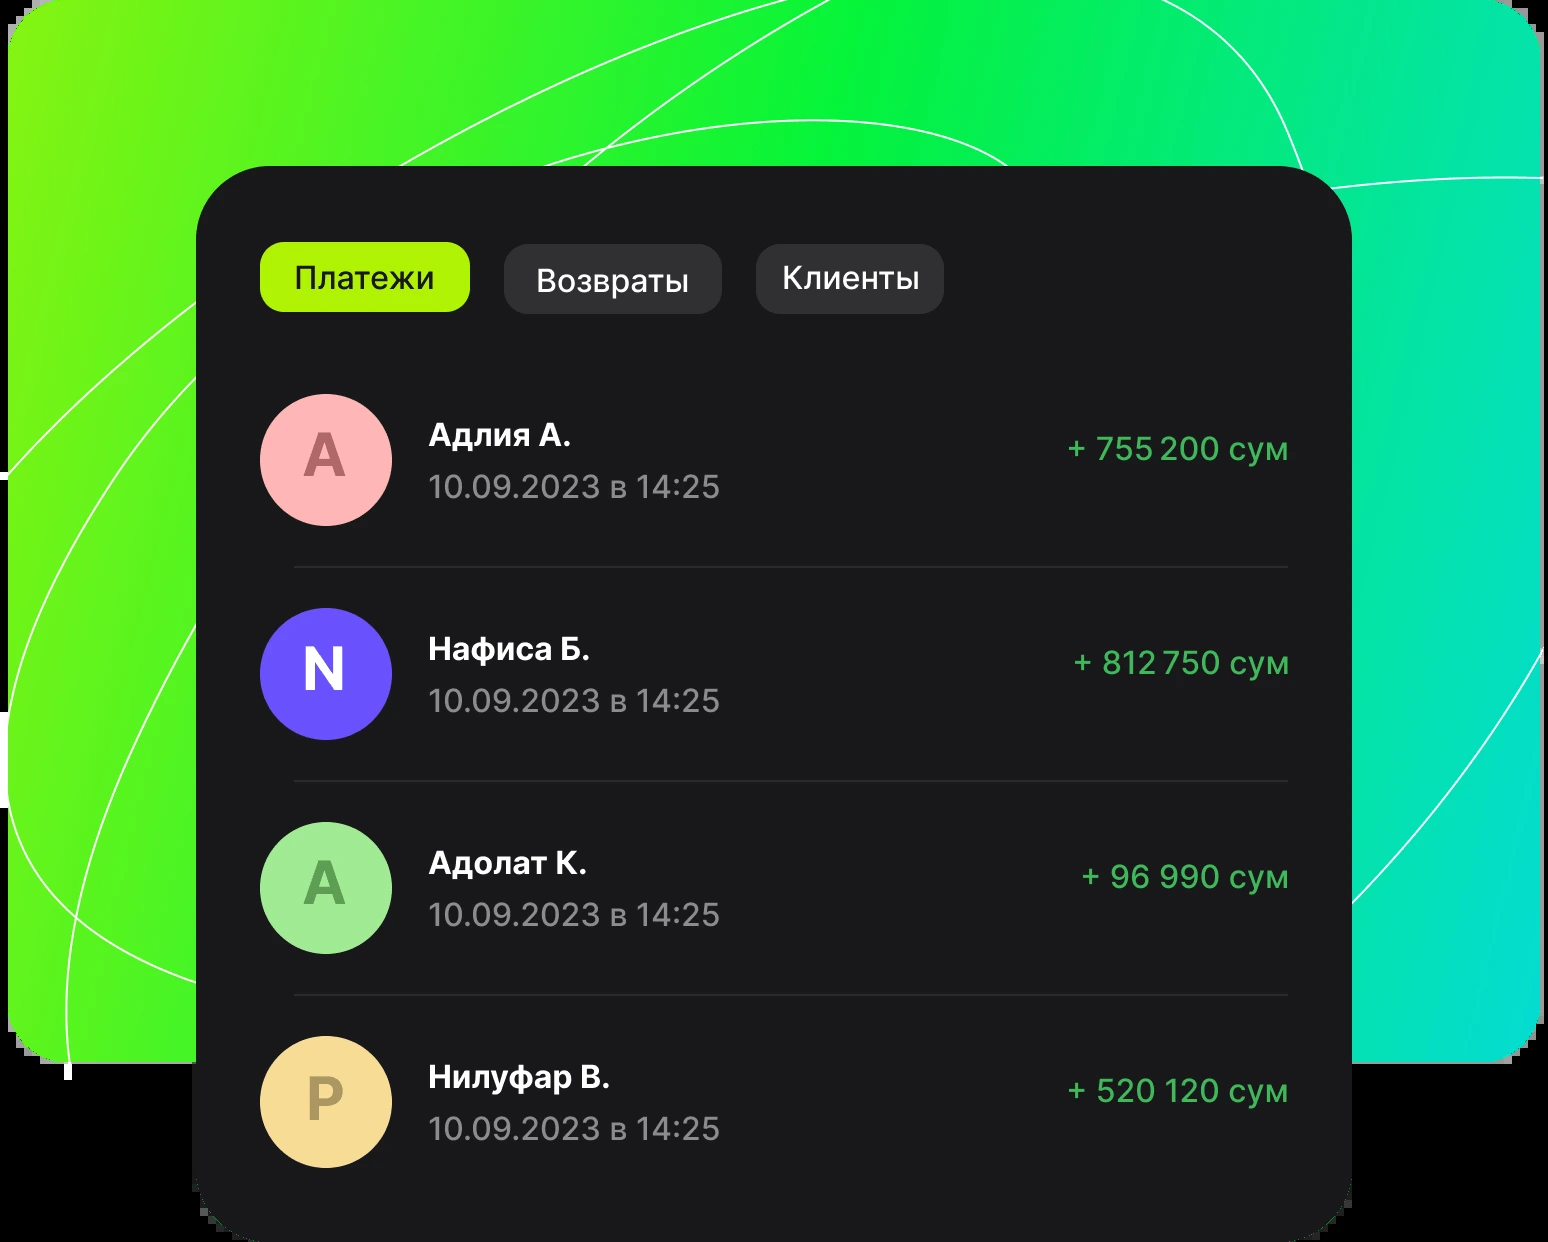 Платежи Возвраты Клиенты
A
Адлия А.
10.09.2023 в 14:25
+ 755 200 сум
N
Нафиса Б.
10.09.2023 в 14:25
+ 812 750 сум
A
Адолат К.
10.09.2023 в 14:25
+ 96 990 сум
P
Нилуфар В.
10.09.2023 в 14:25
+ 520 120 сум